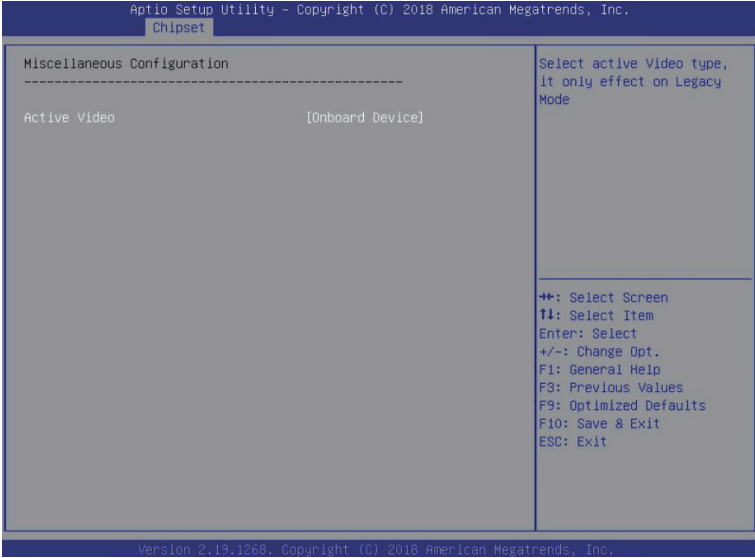 Aptio Setup Utility – Copyright (C) 2018 American Megatrends, Inc.
Chipset
Miscellaneous Configuration
-------------------------------------------------
Active Video [Onboard Device]
Select active Video type,
it only effect on Legacy
Mode
→←: Select Screen
↑↓: Select Item
Enter: Select
+/-: Change Opt.
F1: General Help
F3: Previous Values
F9: Optimized Defaults
F10: Save & Exit
ESC: Exit
Version 2.19.1268. Copyright (C) 2018 American Megatrends, Inc.